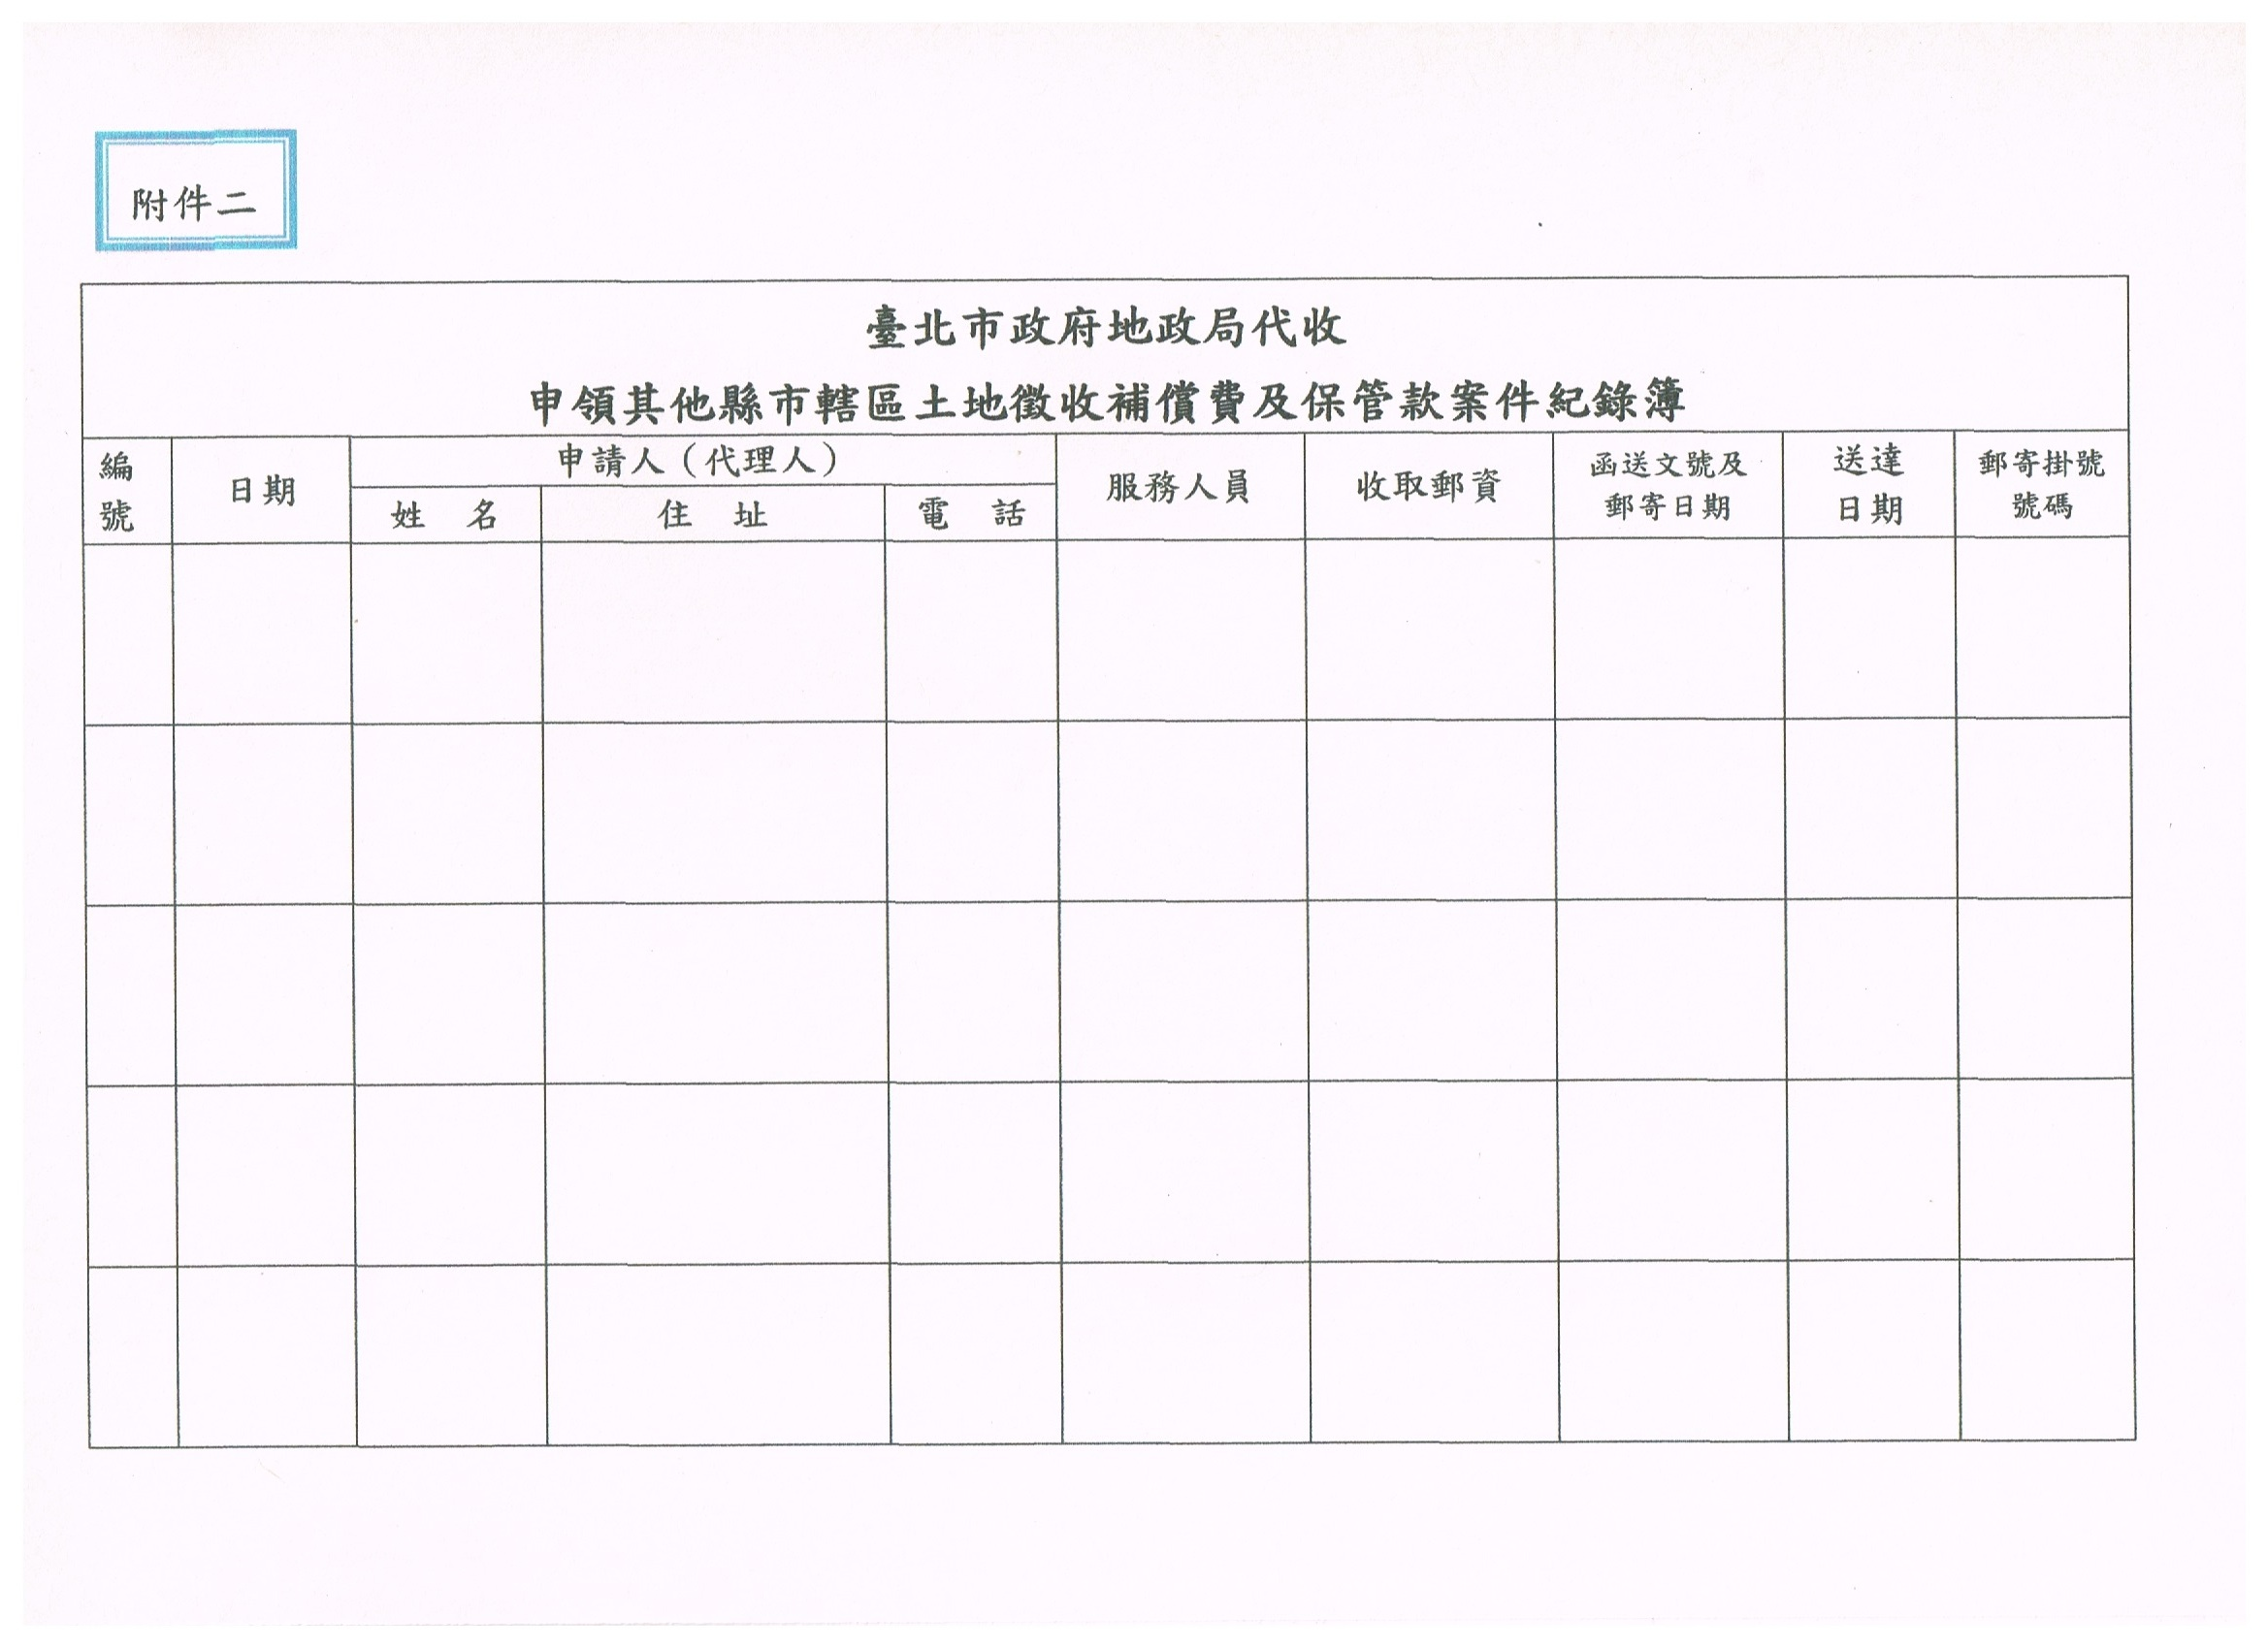 附件二
臺北市政府地政局代收
申領其他縣市轄區土地徵收補償費及保管款案件紀錄簿
編號
日期
申請人（代理人）
姓 名
住 址
電 話
服務人員
收取郵資
函送文號及
郵寄日期
送達
日期
郵寄掛號
號碼